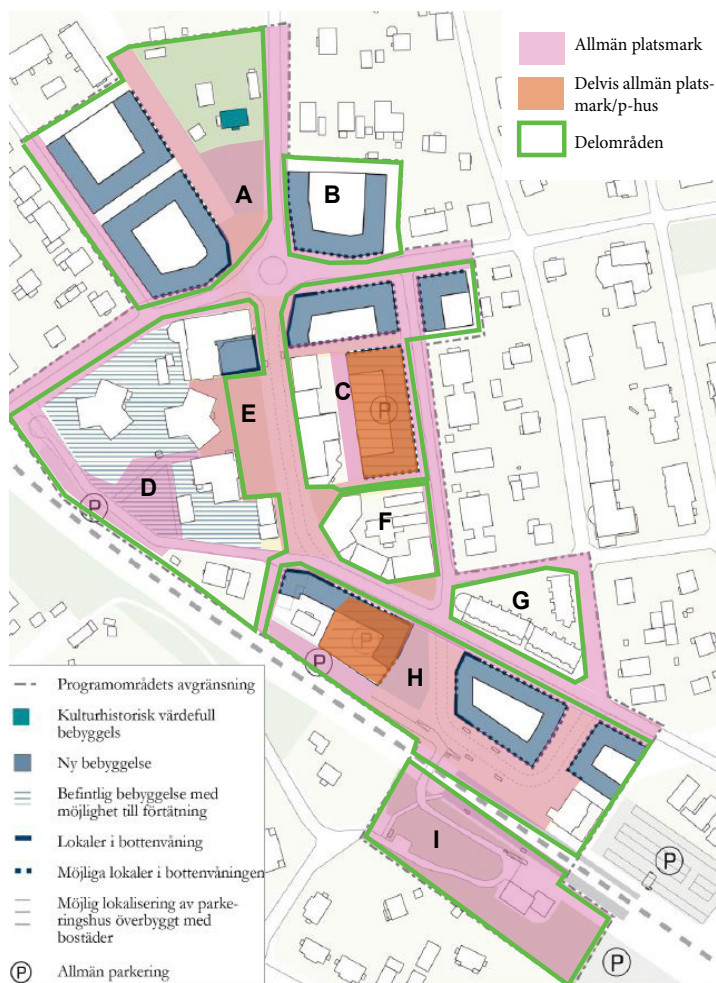 Allmän platsmark
Delvis allmän plats-
mark/p-hus
Delområden
A
B
C
P
E
D
P
F
G
P
P
H
I
P
P
Programområdets avgränsning
Kulturhistorisk värdefull
bebyggels
Ny bebyggelse
Befintlig bebyggelse med
möjlighet till förtätning
Lokaler i bottenvåning
Möjliga lokaler i bottenvåningen
Möjlig lokalisering av parke-
ringshus överbyggt med
bostäder
P
Allmän parkering